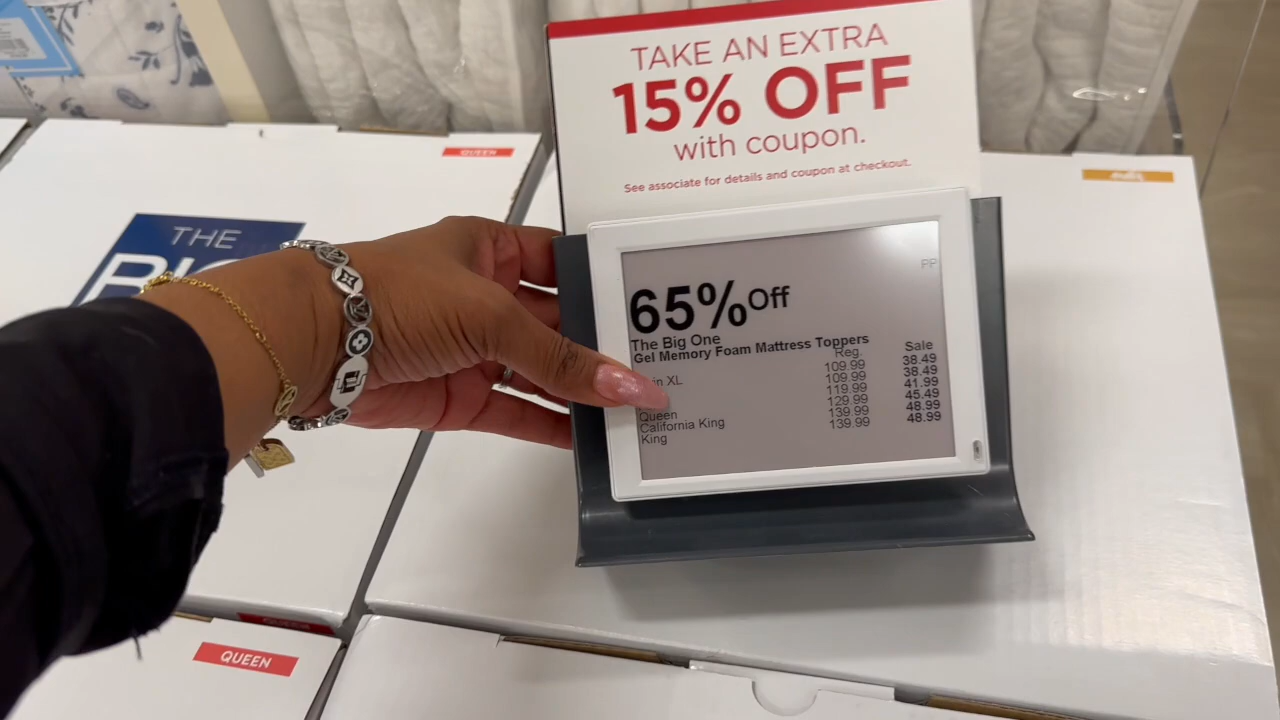 TAKE AN EXTRA
15% OFF
with coupon.
See associate for details and coupon at checkout.
QUEEN
THE
PP
65% Off
The Big One
Gel Memory Foam Mattress Toppers
Reg. Sale
109.99 38.49
XL 109.99 38.49
119.99 41.99
Queen 129.99 45.49
California King 139.99 48.99
King 139.99 48.99
QUEEN
QUEEN